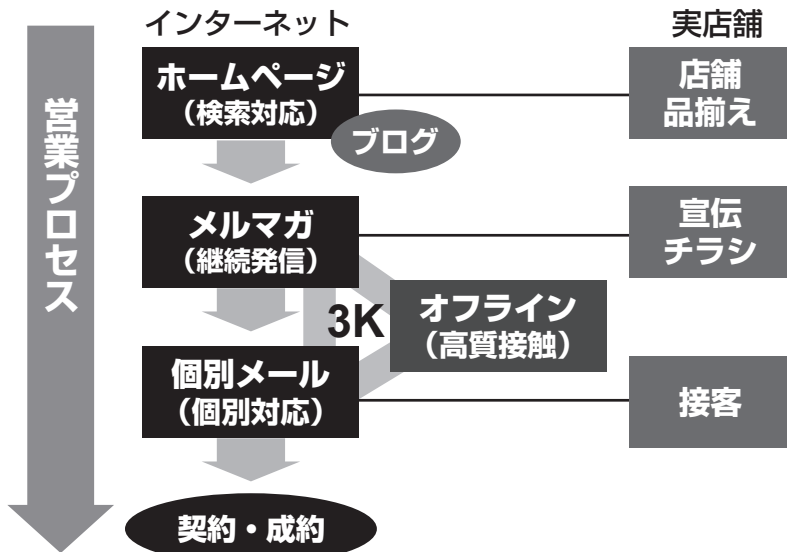 インターネット
実店舗
営業プロセス
ホームページ
（検索対応）
ブログ
店舗
品揃え
メルマガ
（継続発信）
宣伝
チラシ
3K
オフライン
（高質接触）
個別メール
（個別対応）
接客
契約・成約